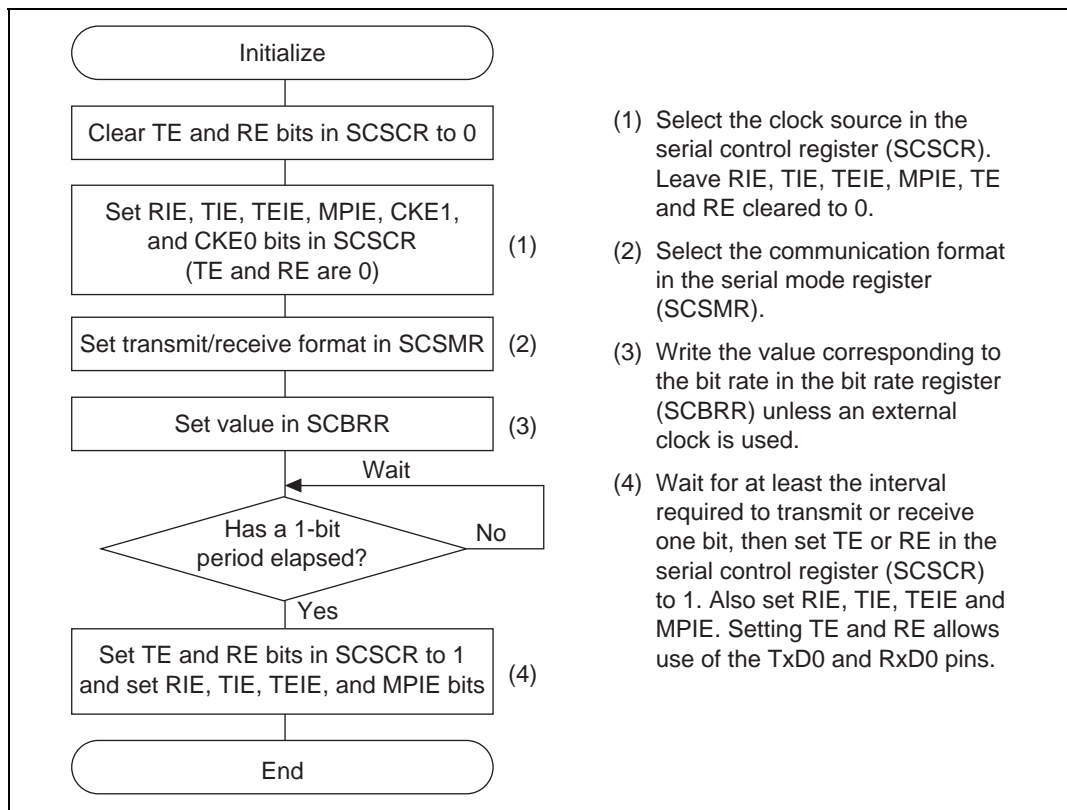 Initialize
Clear TE and RE bits in SCSCR to 0
Set RIE, TIE, TEIE, MPIE, CKE1,
and CKE0 bits in SCSCR
(TE and RE are 0)
(1)
Set transmit/receive format in SCSMR
(2)
Set value in SCBRR
(3)
Wait
Has a 1-bit
period elapsed?
No
Yes
Set TE and RE bits in SCSCR to 1
and set RIE, TIE, TEIE, and MPIE bits
(4)
End
(1) Select the clock source in the
serial control register (SCSCR).
Leave RIE, TIE, TEIE, MPIE, TE
and RE cleared to 0.
(2) Select the communication format
in the serial mode register
(SCSMR).
(3) Write the value corresponding to
the bit rate in the bit rate register
(SCBRR) unless an external
clock is used.
(4) Wait for at least the interval
required to transmit or receive
one bit, then set TE or RE in the
serial control register (SCSCR)
to 1. Also set RIE, TIE, TEIE and
MPIE. Setting TE and RE allows
use of the TxD0 and RxD0 pins.